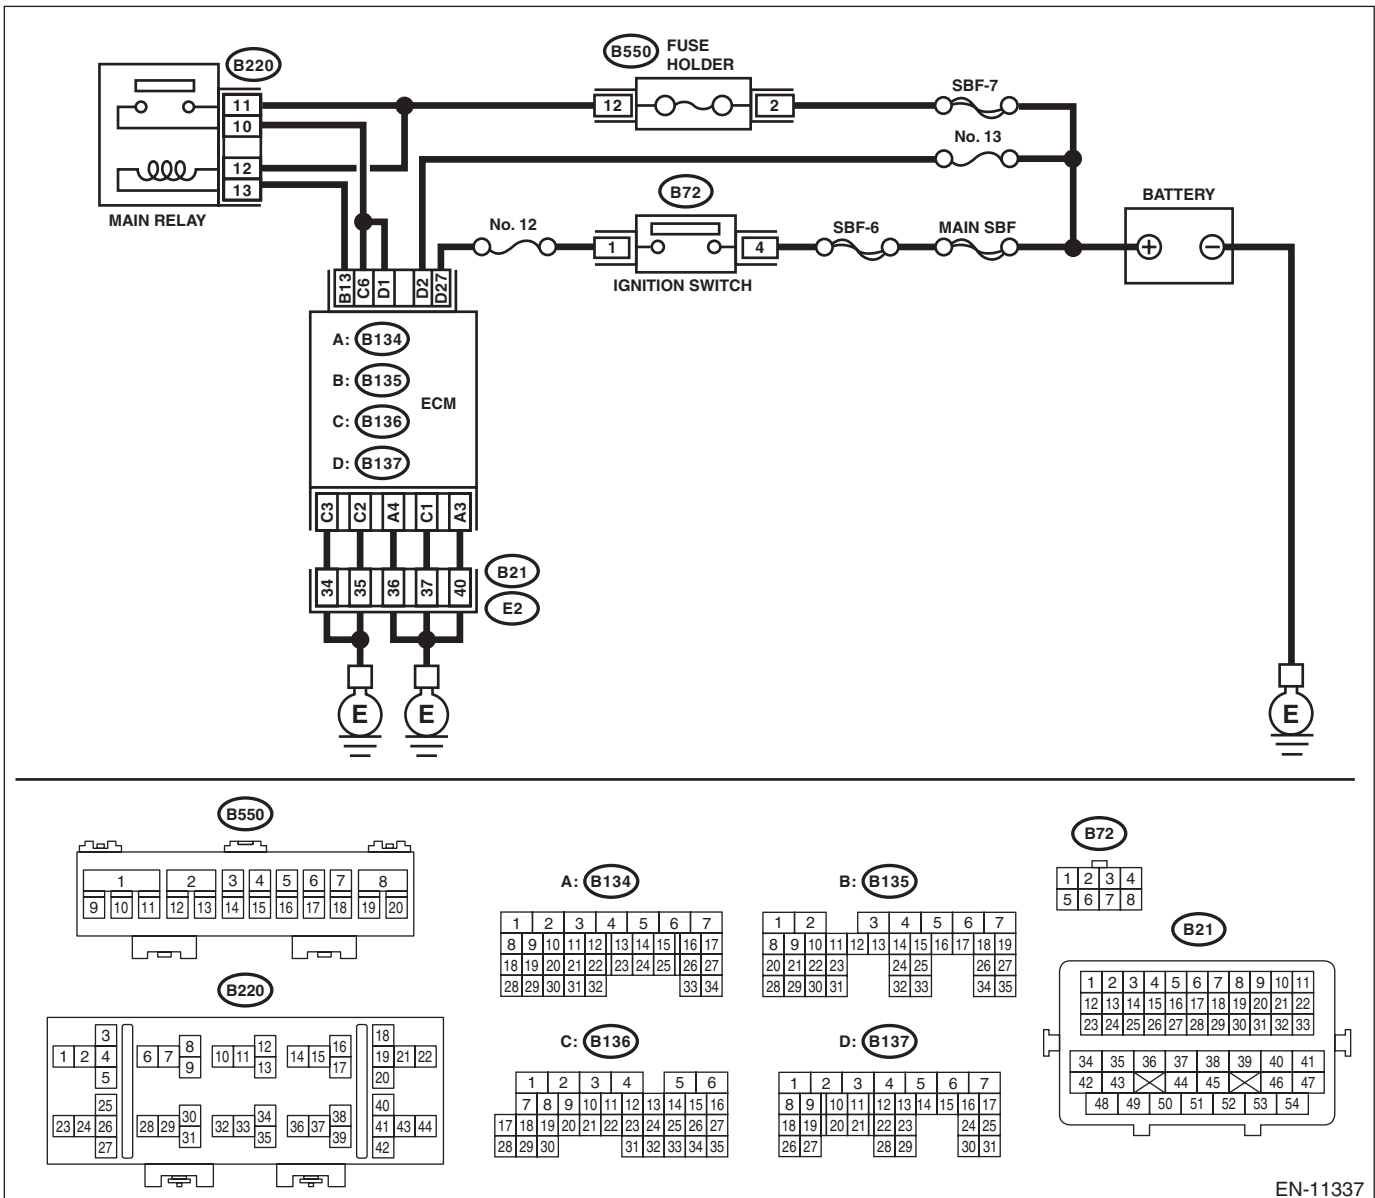 B550 FUSE HOLDER
B220
SBF-7
11
12
2
10
No. 13
12
13
B72
BATTERY
MAIN RELAY
No. 12
1
4
SBF-6
MAIN SBF
+
−
IGNITION SWITCH
B13 C6 D1 D2 D27
A: B134
B: B135
ECM
C: B136
D: B137
C3 C2 A4 C1 A3
34 35 36 37 40
B21
E2
E E E
B550
1 2 3 4 5 6 7 8
9 10 11 12 13 14 15 16 17 18 19 20
B220
3
1 2 4
5
6 7 8
9
10 11 12
13
14 15 16
17
18
19 21 22
20
25
23 24 26
27
28 29 30
31
32 33 34
35
36 37 38
39
40
41 43 44
42
A: B134
1 2 3 4 5 6 7
8 9 10 11 12 13 14 15 16 17
18 19 20 21 22 23 24 25 26 27
28 29 30 31 32 33 34
B: B135
1 2 3 4 5 6 7
8 9 10 11 12 13 14 15 16 17 18 19
20 21 22 23 24 25 26 27
28 29 30 31 32 33 34 35
C: B136
1 2 3 4 5 6
7 8 9 10 11 12 13 14 15 16
17 18 19 20 21 22 23 24 25 26 27
28 29 30 31 32 33 34 35
D: B137
1 2 3 4 5 6 7
8 9 10 11 12 13 14 15 16 17
18 19 20 21 22 23 24 25
26 27 28 29 30 31
B72
1 2 3 4
5 6 7 8
B21
1 2 3 4 5 6 7 8 9 10 11
12 13 14 15 16 17 18 19 20 21 22
23 24 25 26 27 28 29 30 31 32 33
34 35 36 37 38 39 40 41
42 43 44 45 46 47
48 49 50 51 52 53 54
EN-11337